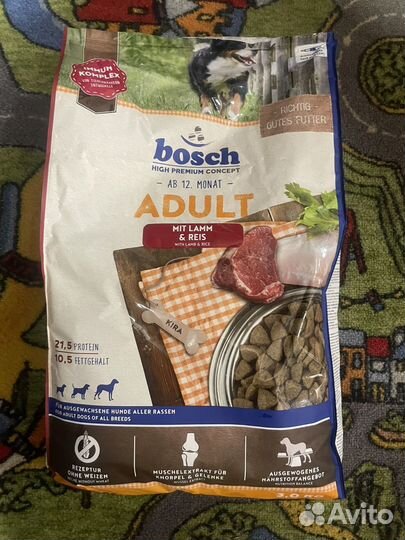 IMMUN
KOMPLEX
RICHTIG
GUTES FUTTER
bosch
HIGH PREMIUM CONCEPT
AB 12. MONAT
ADULT
MIT LAMM
& REIS
WITH LAMB & RICE
KIRA
21,5 PROTEIN
10,5 FETTGEHALT
FÜR AUSGEWACHSENE HUNDE ALLER RASSEN
FOR ADULT DOGS OF ALL BREEDS
REZEPTUR
OHNE WEIZEN
MUSCHELEXTRAKT FÜR
KNORPEL & GELENKE
AUSGEWOGENES
NÄHRSTOFFANGEBOT
NUTRITION BALANCE
Avito